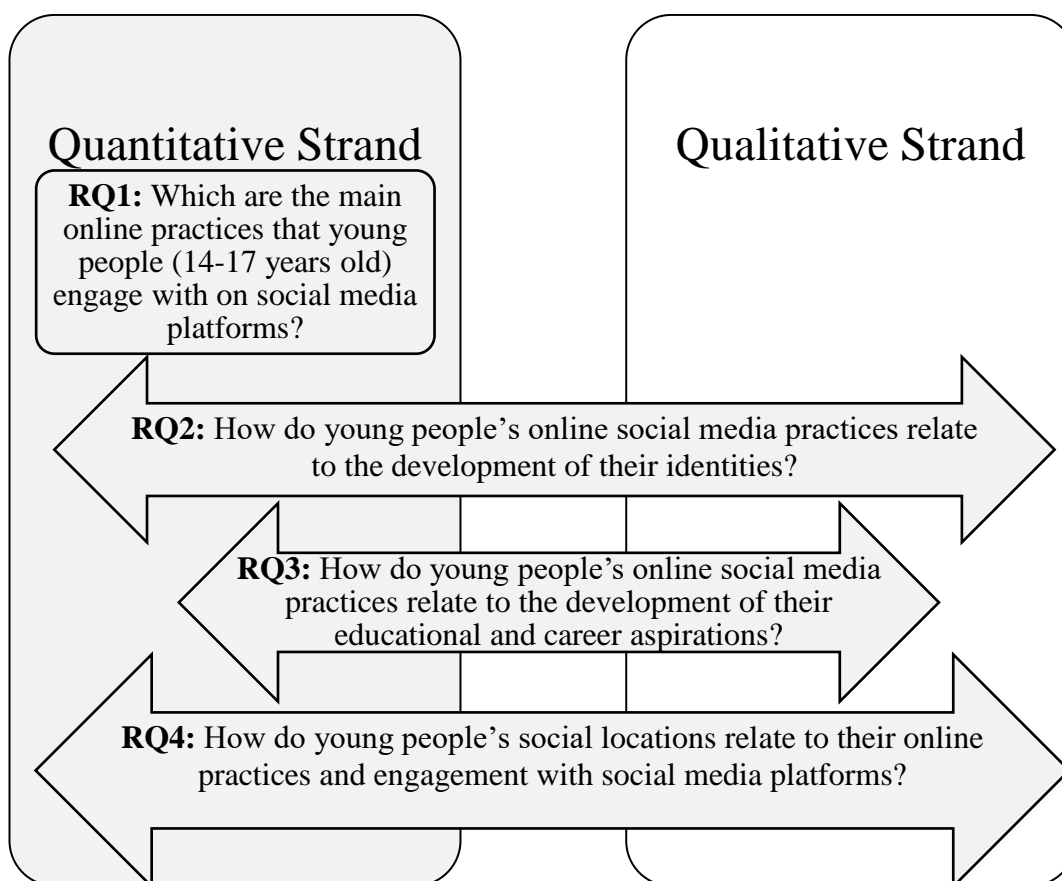 Quantitative Strand
Qualitative Strand
RQ1: Which are the main
online practices that young
people (14-17 years old)
engage with on social media
platforms?
RQ2: How do young people’s online social media practices relate
to the development of their identities?
RQ3: How do young people’s online social media
practices relate to the development of their
educational and career aspirations?
RQ4: How do young people’s social locations relate to their online
practices and engagement with social media platforms?